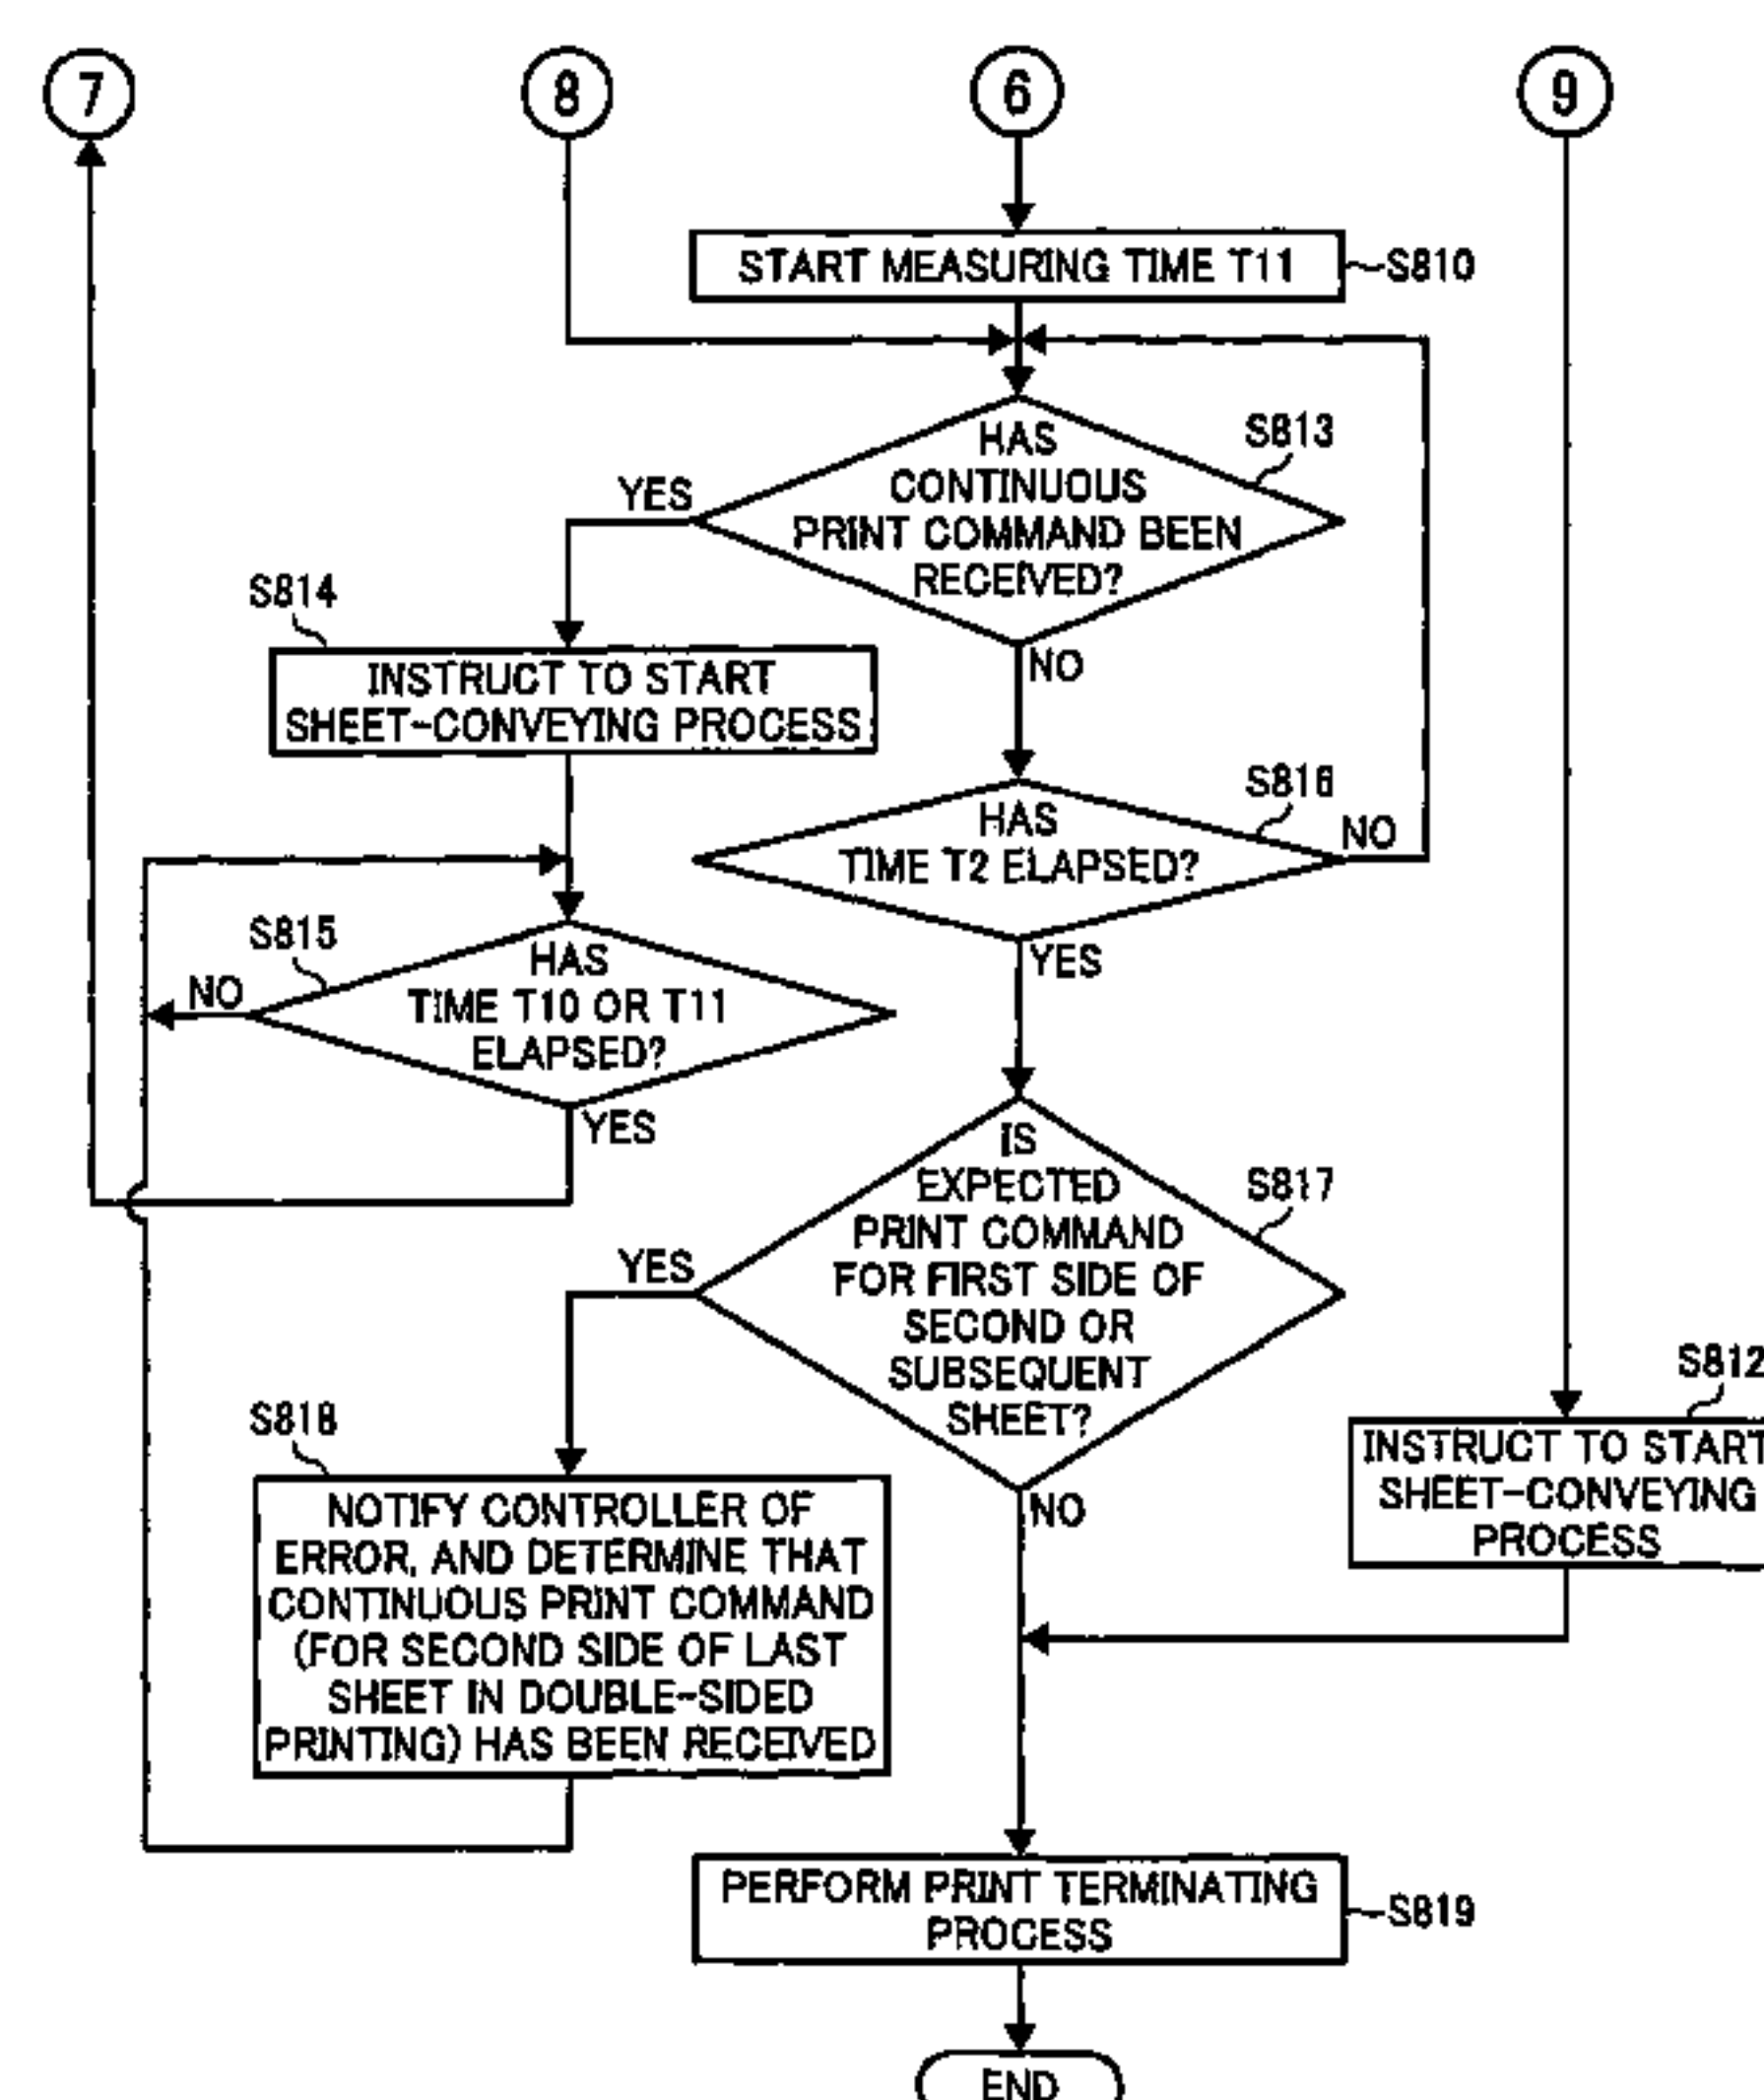 7
8
6
9
START MEASURING TIME T11
S810
HAS
CONTINUOUS
PRINT COMMAND BEEN
RECEIVED?
S813
YES
NO
S814
INSTRUCT TO START
SHEET-CONVEYING PROCESS
HAS
TIME T2 ELAPSED?
S816
NO
YES
S815
HAS
TIME T10 OR T11
ELAPSED?
NO
YES
IS
EXPECTED
PRINT COMMAND
FOR FIRST SIDE OF
SECOND OR
SUBSEQUENT
SHEET?
S817
YES
NO
S812
INSTRUCT TO START
SHEET-CONVEYING
PROCESS
S818
NOTIFY CONTROLLER OF
ERROR, AND DETERMINE THAT
CONTINUOUS PRINT COMMAND
(FOR SECOND SIDE OF LAST
SHEET IN DOUBLE-SIDED
PRINTING) HAS BEEN RECEIVED
PERFORM PRINT TERMINATING
PROCESS
S819
END